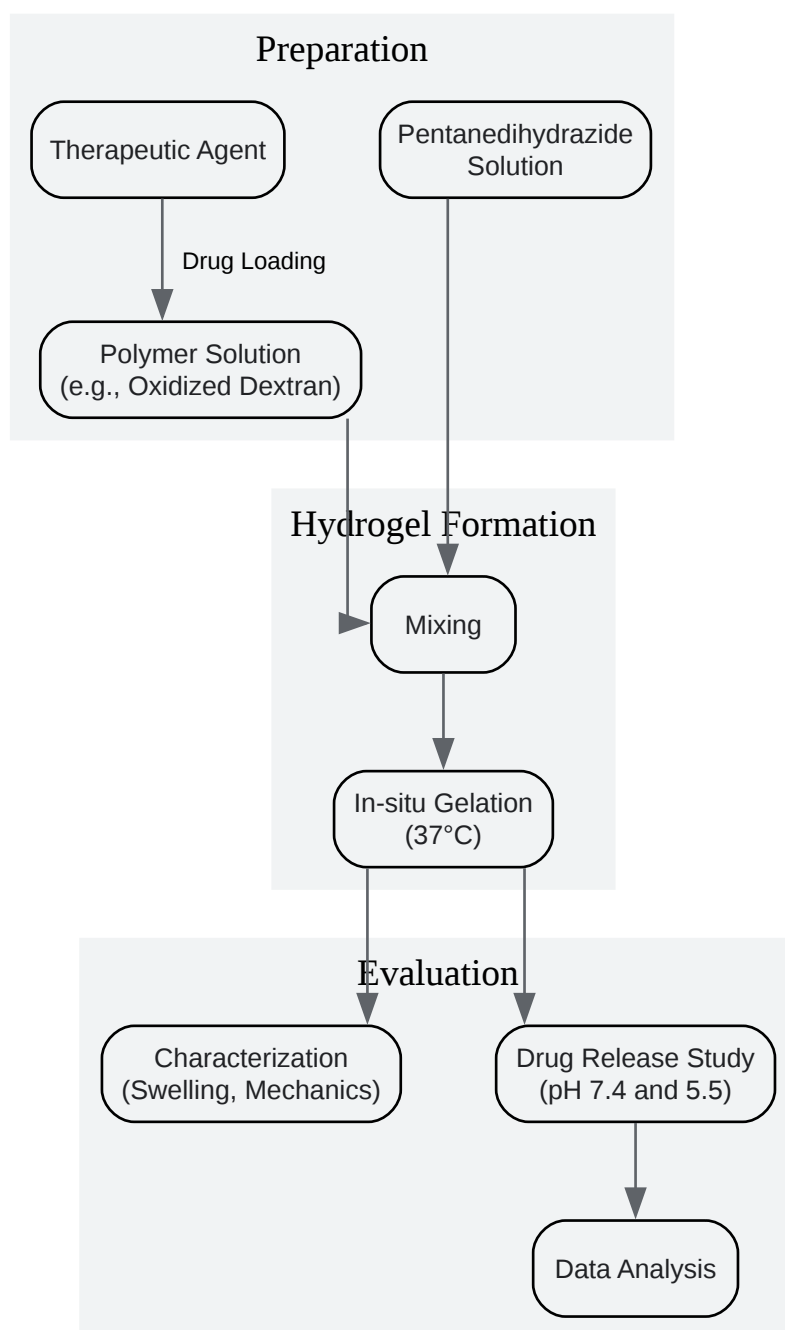 Preparation
Therapeutic Agent
Pentanedihydrazide
Solution
Drug Loading
Polymer Solution
(e.g., Oxidized Dextran)
Hydrogel Formation
Mixing
In-situ Gelation
(37°C)
Evaluation
Characterization
(Swelling, Mechanics)
Drug Release Study
(pH 7.4 and 5.5)
Data Analysis